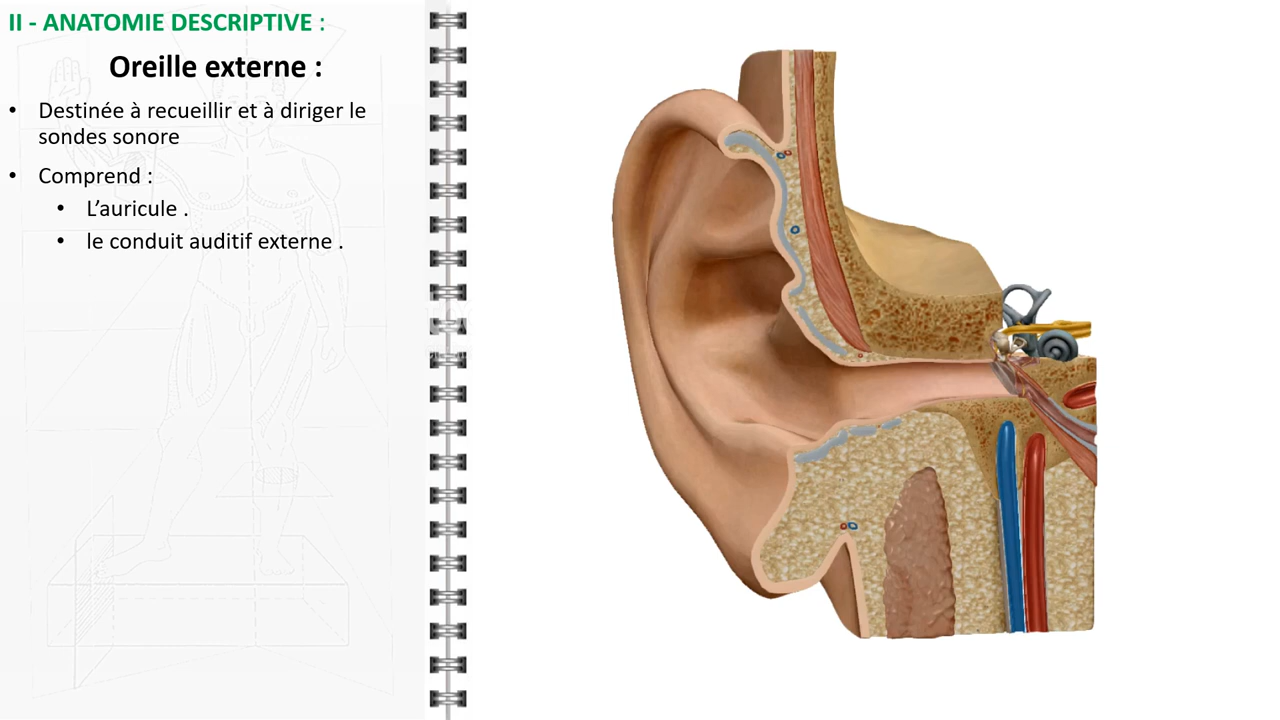 II - ANATOMIE DESCRIPTIVE :
Oreille externe :
• Destinée à recueillir et à diriger le
sondes sonore
• Comprend :
• L’auricule .
• le conduit auditif externe .